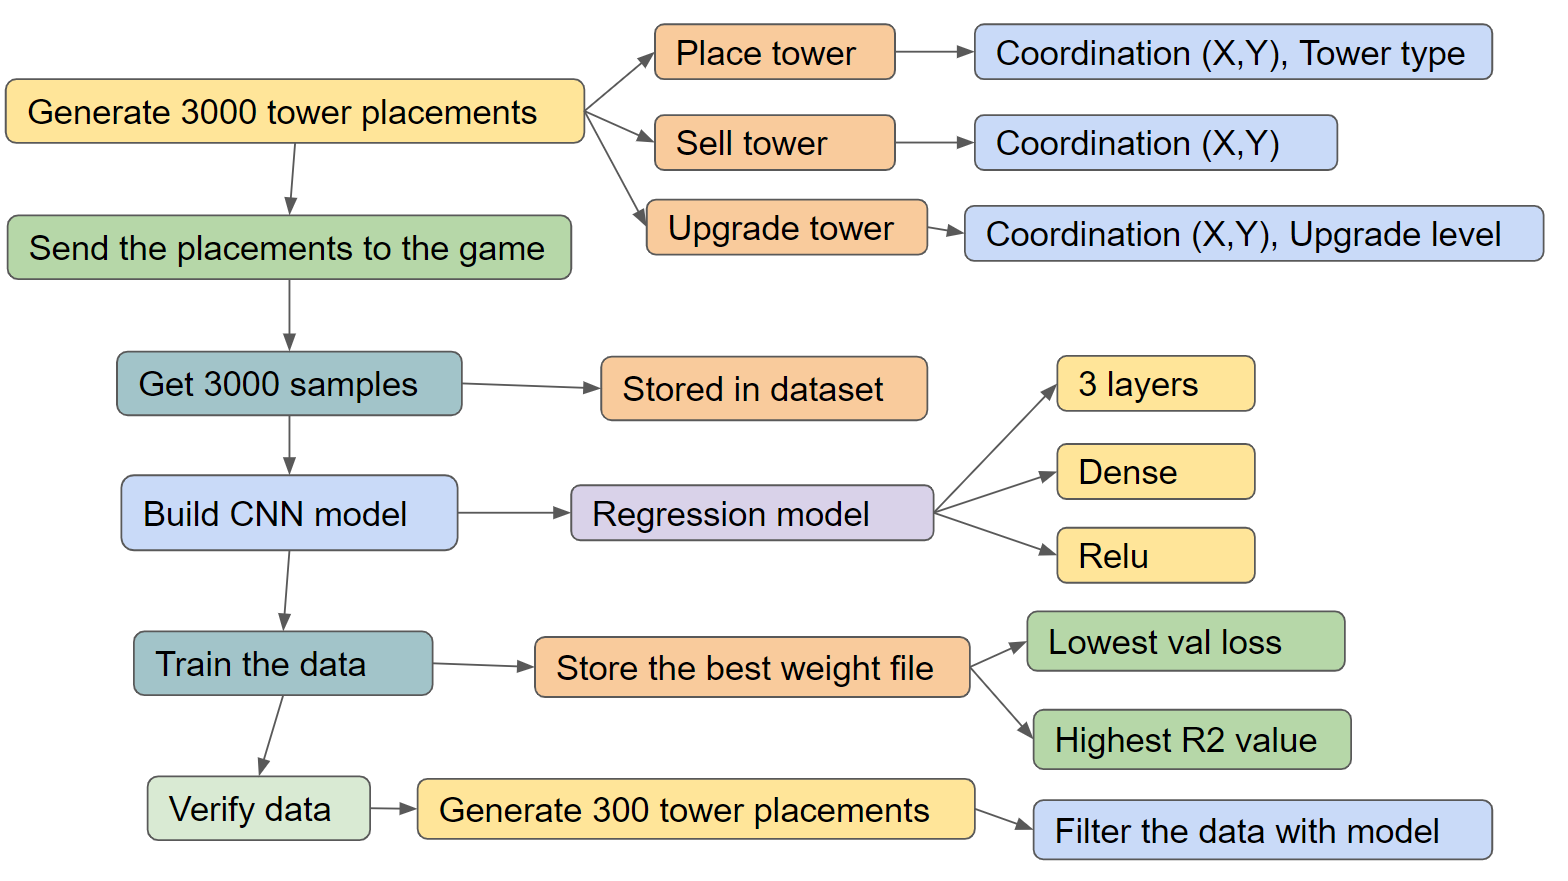 Generate 3000 tower placements
Place tower
Coordination (X,Y), Tower type
Sell tower
Coordination (X,Y)
Upgrade tower
Coordination (X,Y), Upgrade level
Send the placements to the game
Get 3000 samples
Stored in dataset
Build CNN model
Regression model
3 layers
Dense
Relu
Train the data
Store the best weight file
Lowest val loss
Highest R2 value
Verify data
Generate 300 tower placements
Filter the data with model